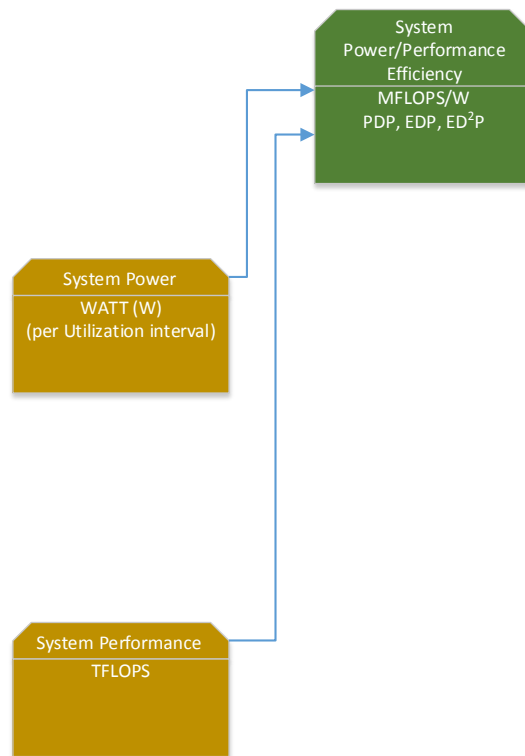 System
Power/Performance
Efficiency
MFLOPS/W
PDP, EDP, ED²P
System Power
WATT (W)
(per Utilization interval)
System Performance
TFLOPS